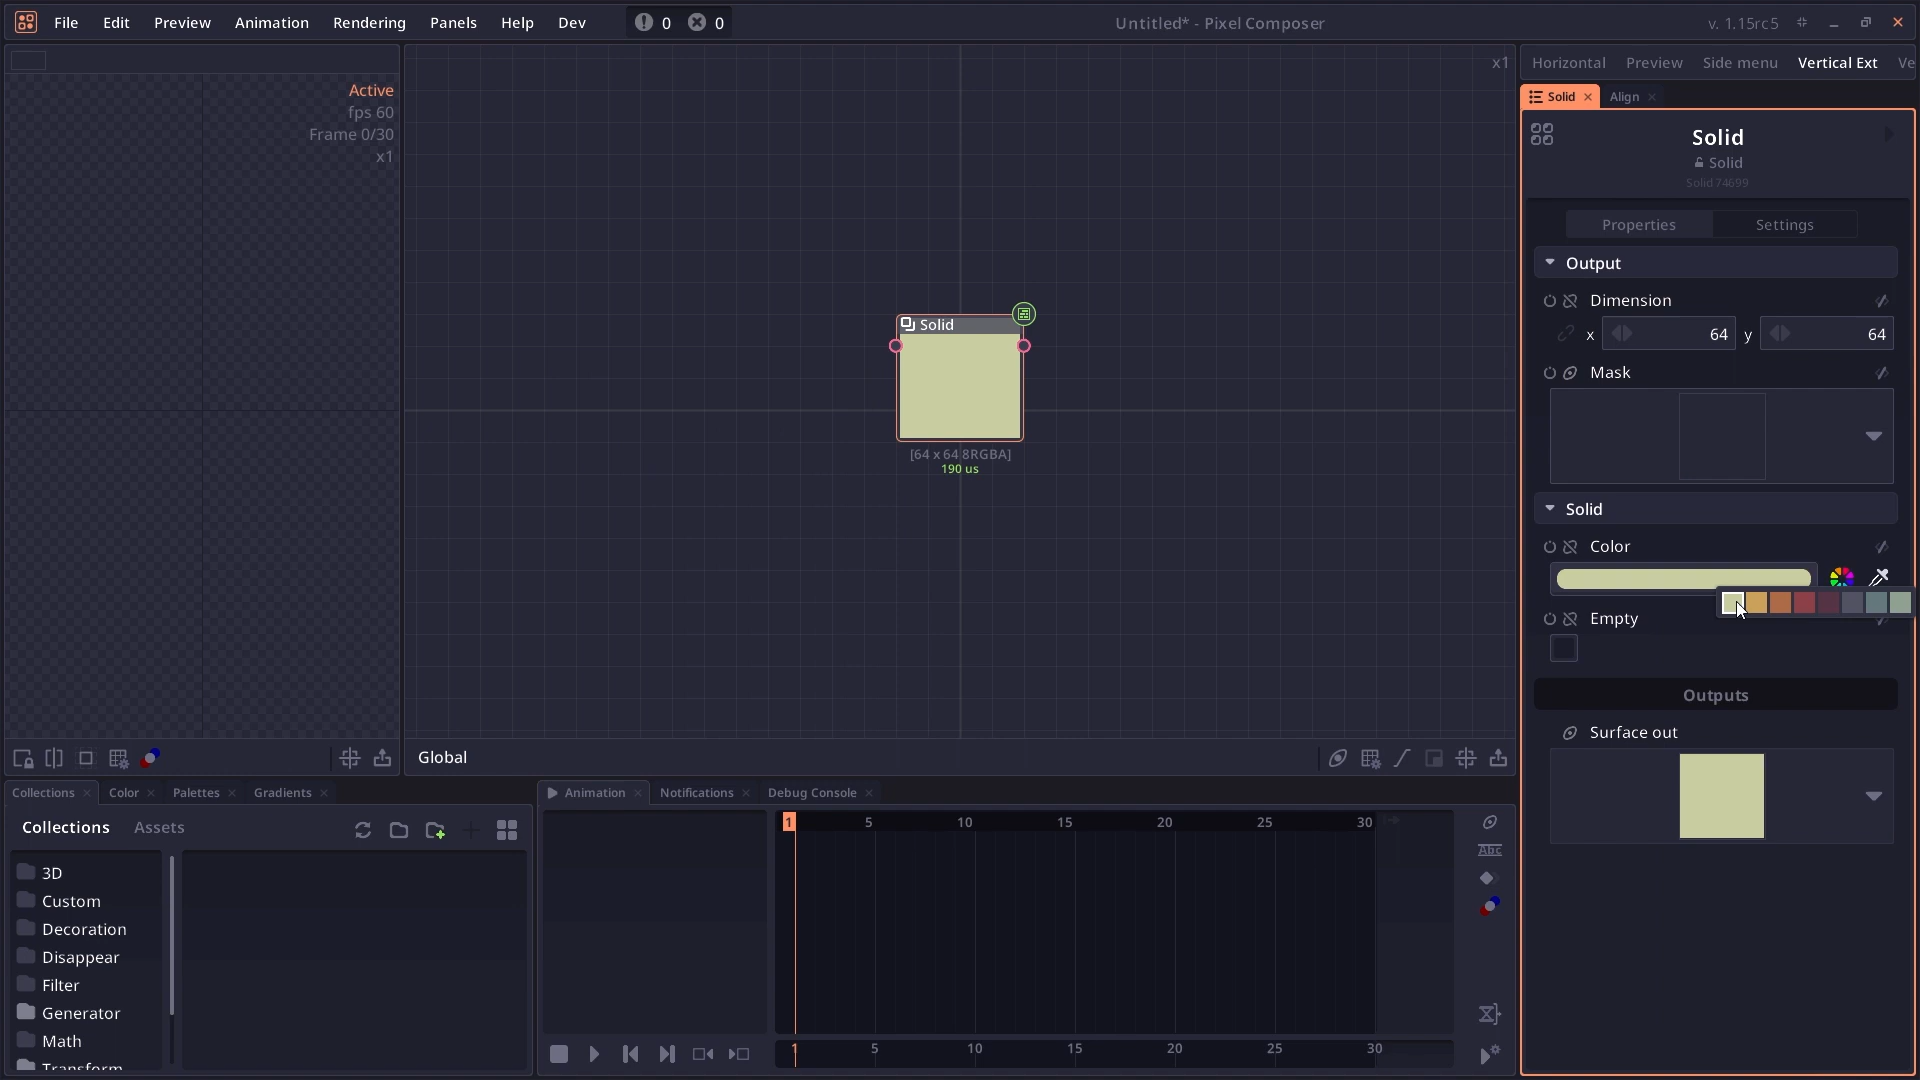 File Edit Preview Animation Rendering Panels Help Dev 0 0 Untitled* - Pixel Composer v. 1.15rc5
Active
fps 60
Frame 0/30
x1
x1
Solid
[64 x 64 8RGBA]
190 us
Global
Horizontal Preview Side menu Vertical Ext Ve
Solid Align
Solid
Solid
Solid74699
Properties Settings
Output
Dimension
x 64 y 64
Mask
Solid
Color
Empty
Outputs
Surface out
Collections Color Palettes Gradients
Collections Assets
3D
Custom
Decoration
Disappear
Filter
Generator
Math
Transform
Animation Notifications Debug Console
1 5 10 15 20 25 30
Abc
1 5 10 15 20 25 30